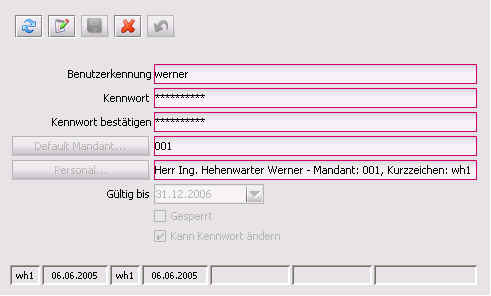 Benutzerkennung werner
Kennwort **********
Kennwort bestätigen **********
Default Mandant... 001
Personal... Herr Ing. Hehenwarter Werner - Mandant: 001, Kurzzeichen: wh1
Gültig bis 31.12.2006
Gesperrt
Kann Kennwort ändern
wh1 06.06.2005 wh1 06.06.2005